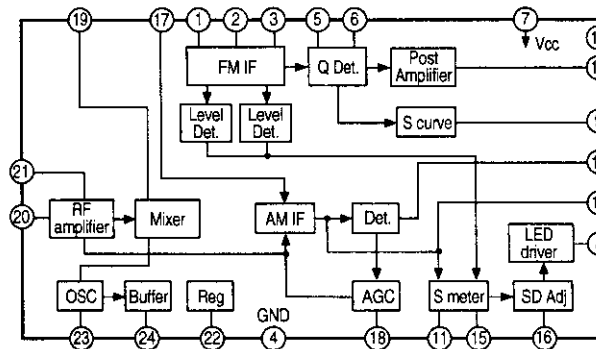 19 17 1 2 3 5 6 7
Vcc
FM IF Q Det. Post Amplifier
Level Det. Level Det. S curve
21
20
RF amplifier Mixer AM IF Det. LED driver
OSC Buffer Reg GND AGC S meter SD Adj
23 24 22 4 18 11 15 16